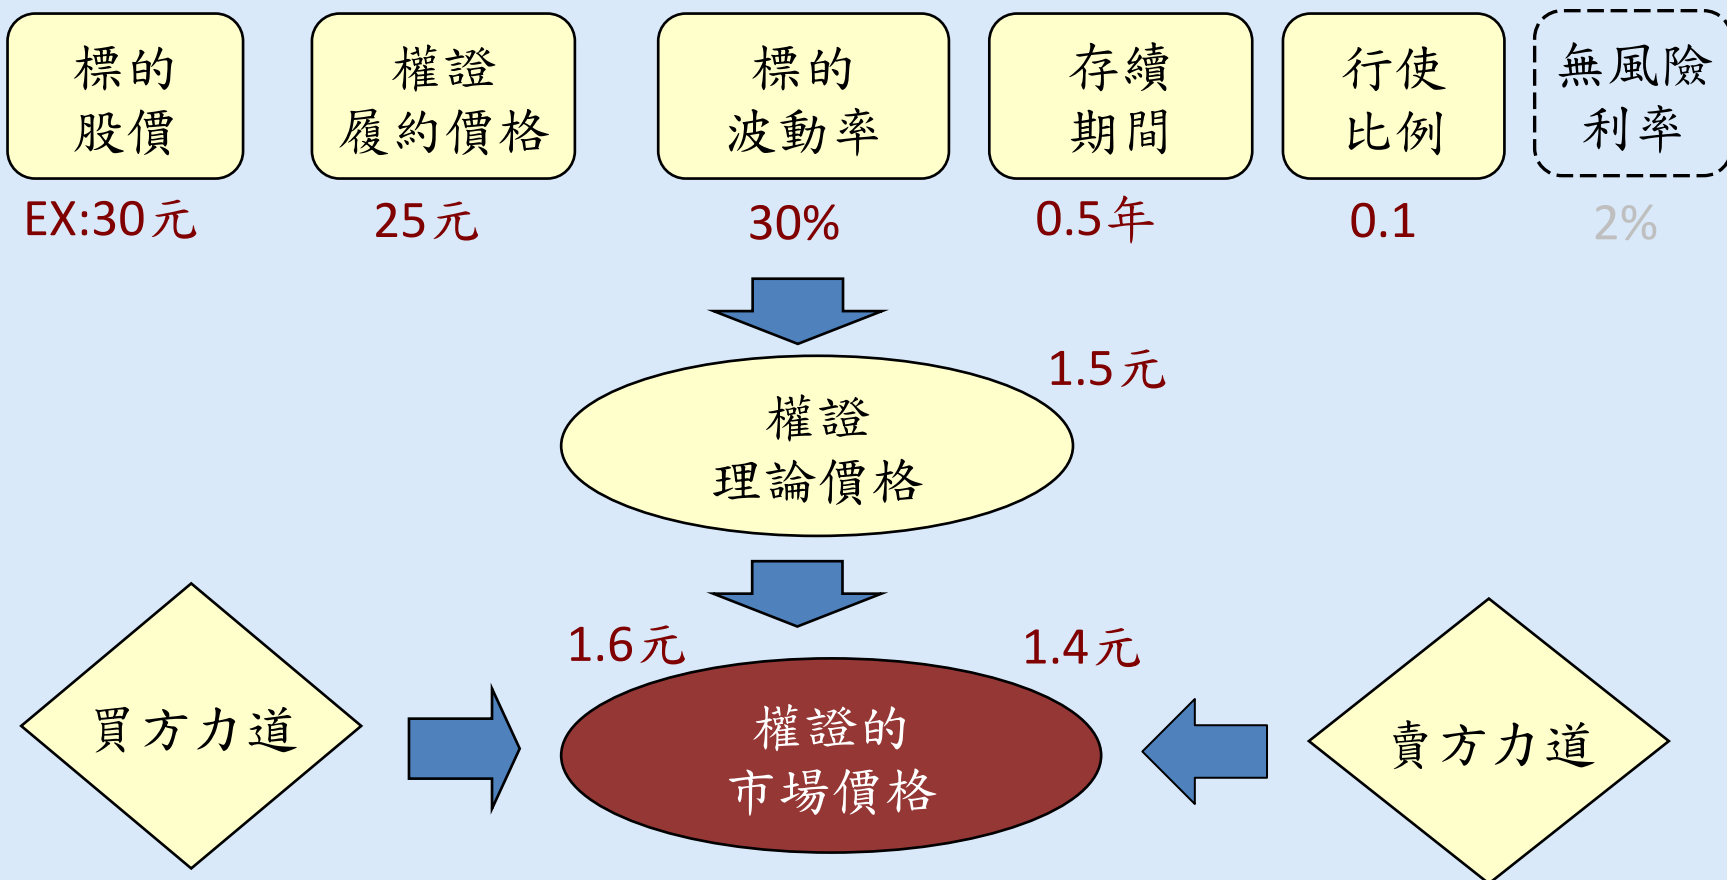 標的
股價
權證
履約價格
標的
波動率
存續
期間
行使
比例
無風險
利率
EX:30元
25元
30%
0.5年
0.1
2%
1.5元
權證
理論價格
1.6元
1.4元
買方力道
權證的
市場價格
賣方力道